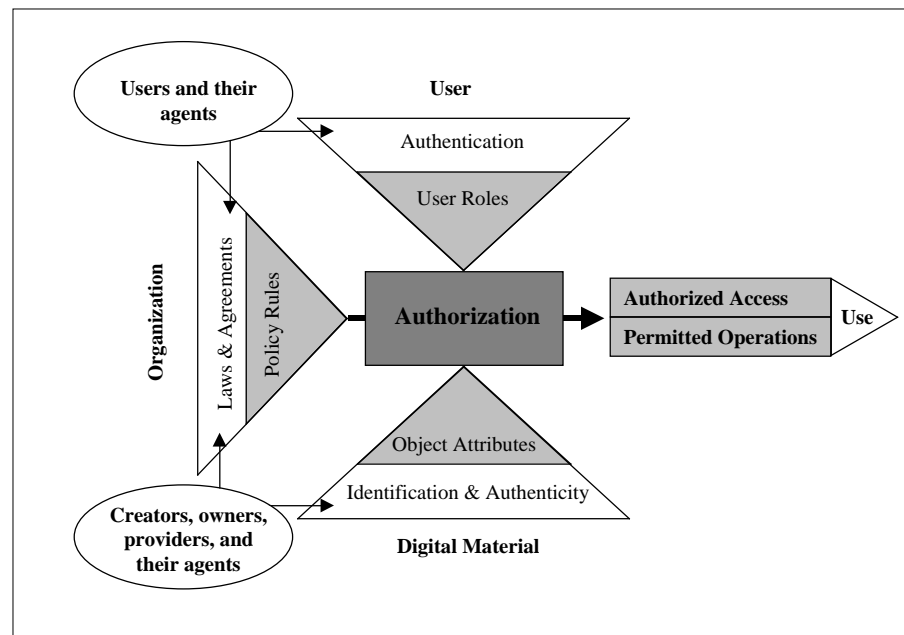 Users and their
agents
User
Authentication
User Roles
Organization
Laws & Agreements
Policy Rules
Authorization
Authorized Access
Permitted Operations
Use
Object Attributes
Identification & Authenticity
Creators, owners,
providers, and
their agents
Digital Material